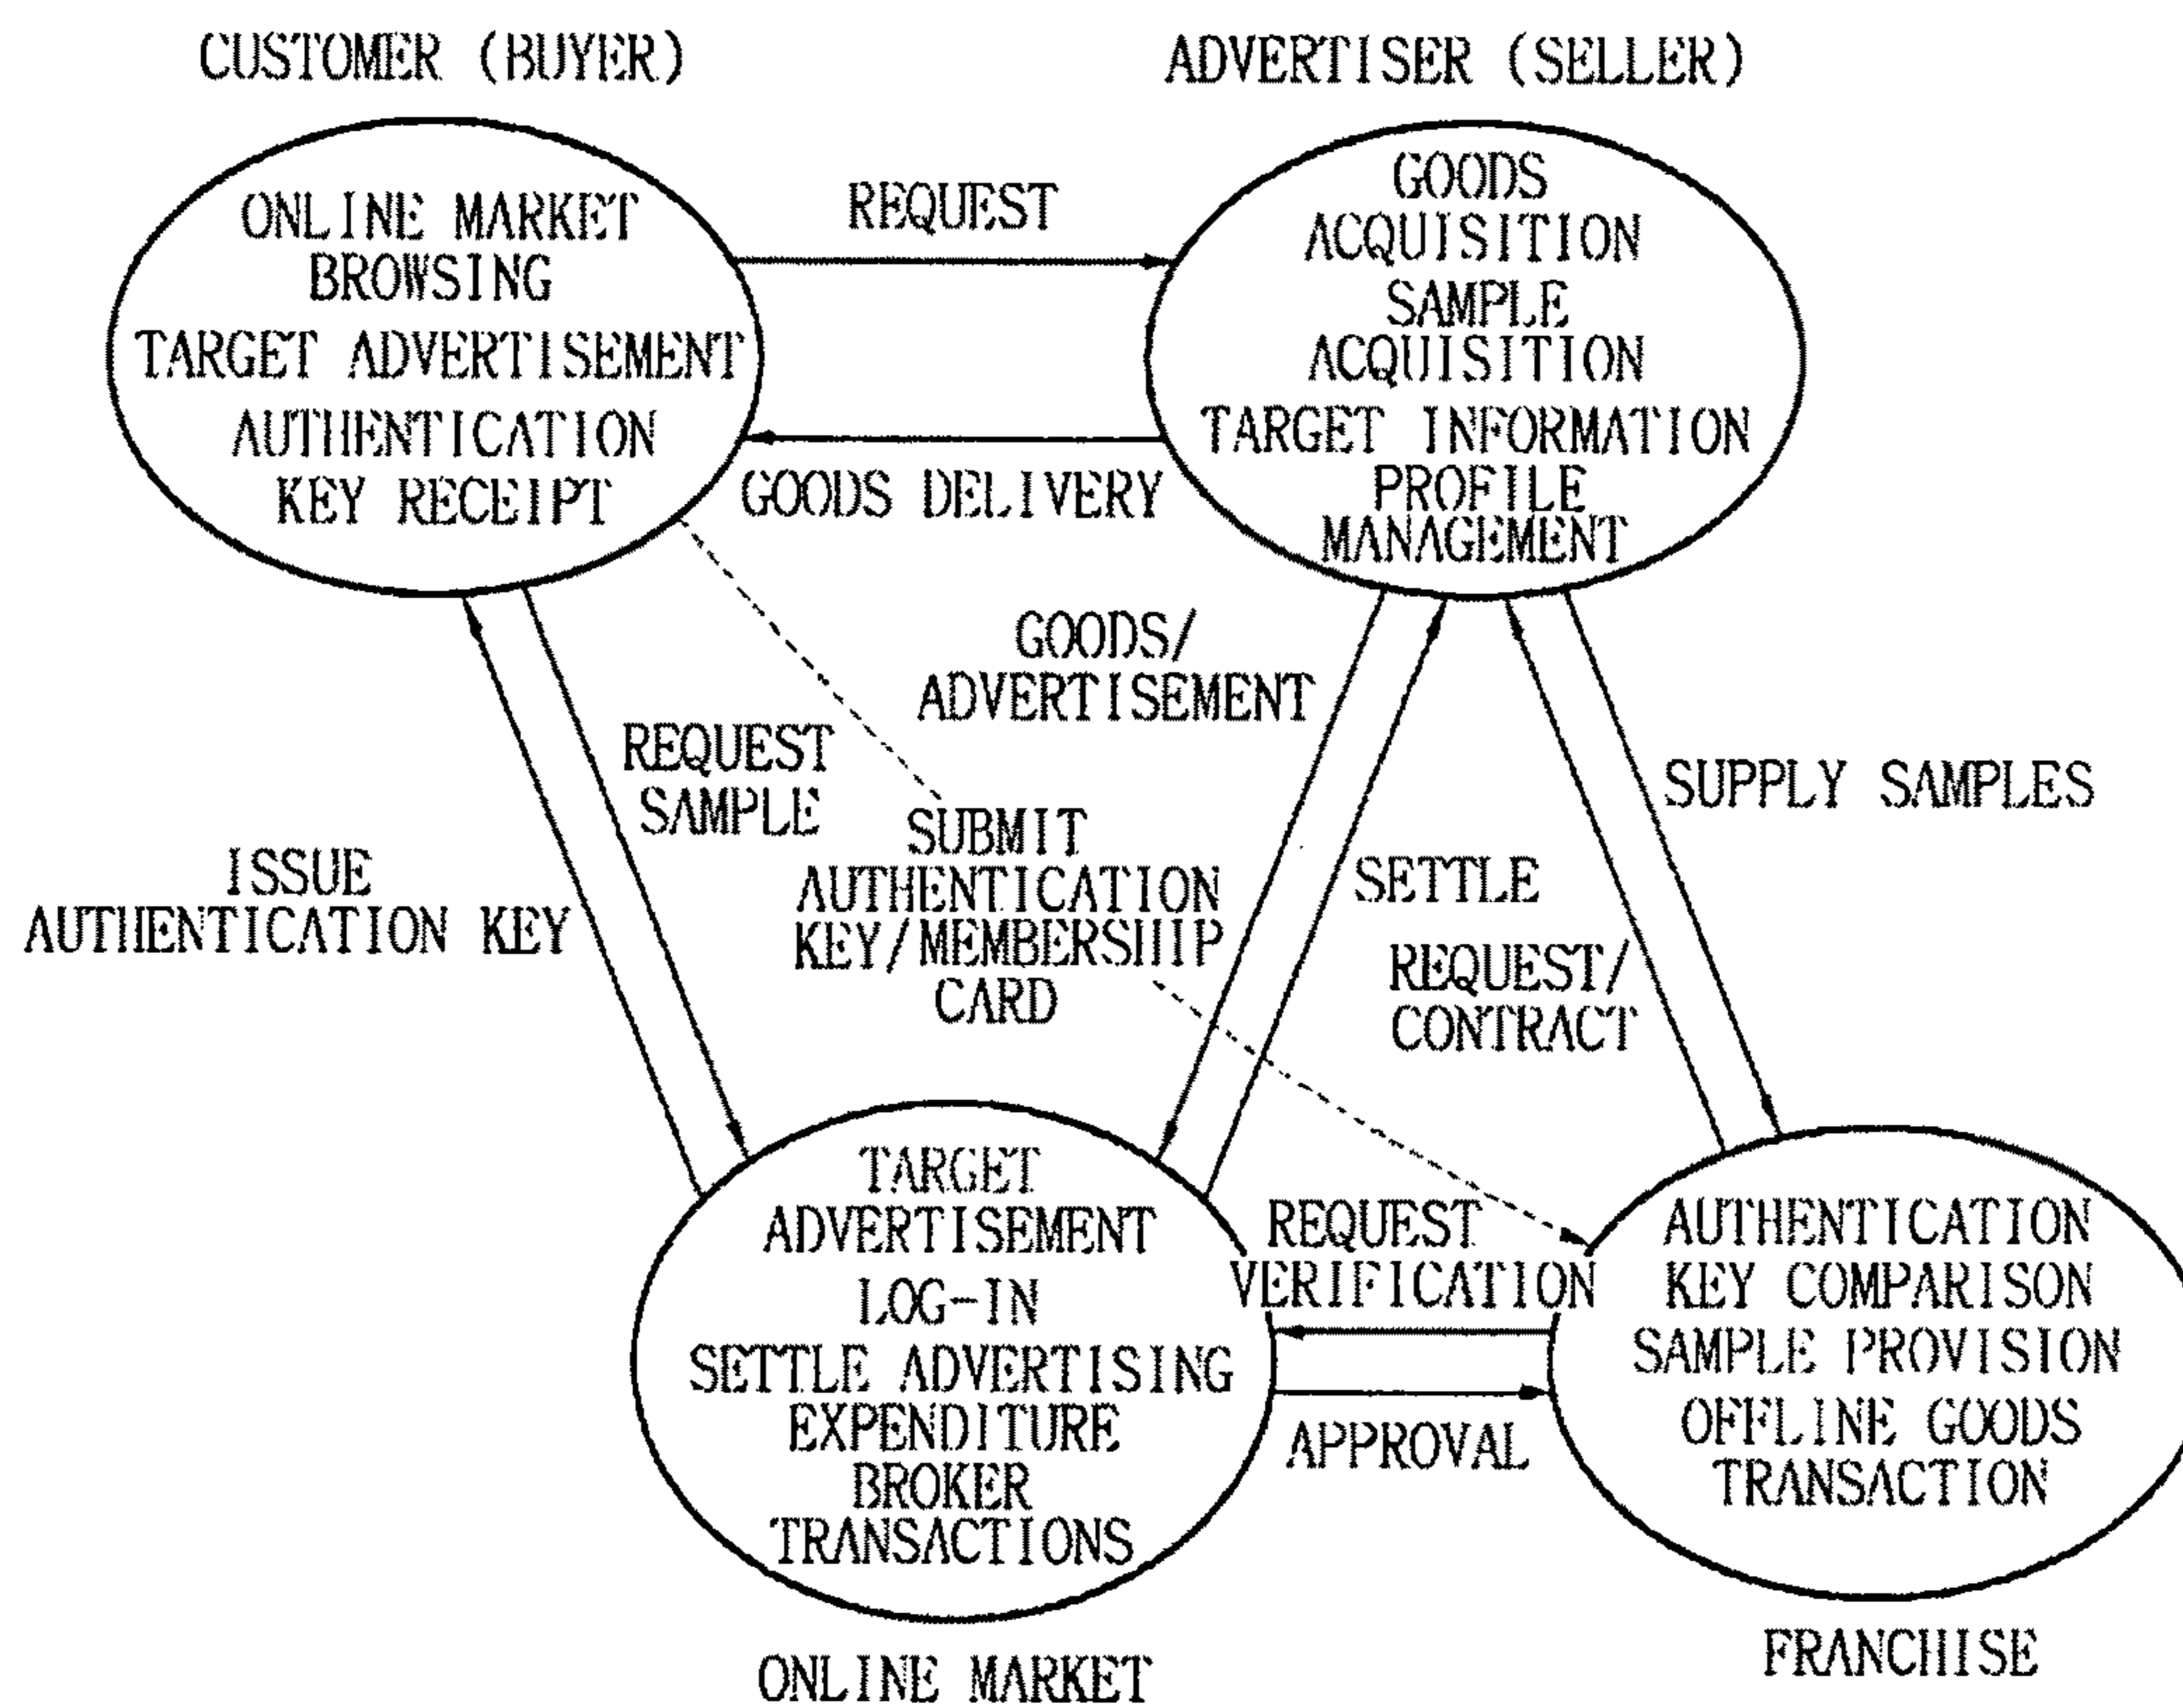 CUSTOMER (BUYER)
ADVERTISER (SELLER)
ONLINE MARKET
BROWSING
TARGET ADVERTISEMENT
AUTHENTICATION
KEY RECEIPT
REQUEST
GOODS DELIVERY
GOODS
ACQUISITION
SAMPLE
ACQUISITION
TARGET INFORMATION
PROFILE
MANAGEMENT
GOODS/
ADVERTISEMENT
REQUEST
SAMPLE
ISSUE
AUTHENTICATION KEY
SUBMIT
AUTHENTICATION
KEY/MEMBERSHIP
CARD
SETTLE
SUPPLY SAMPLES
REQUEST/
CONTRACT
TARGET
ADVERTISEMENT
LOG-IN
SETTLE ADVERTISING
EXPENDITURE
BROKER
TRANSACTIONS
REQUEST
VERIFICATION
APPROVAL
AUTHENTICATION
KEY COMPARISON
SAMPLE PROVISION
OFFLINE GOODS
TRANSACTION
ONLINE MARKET
FRANCHISE